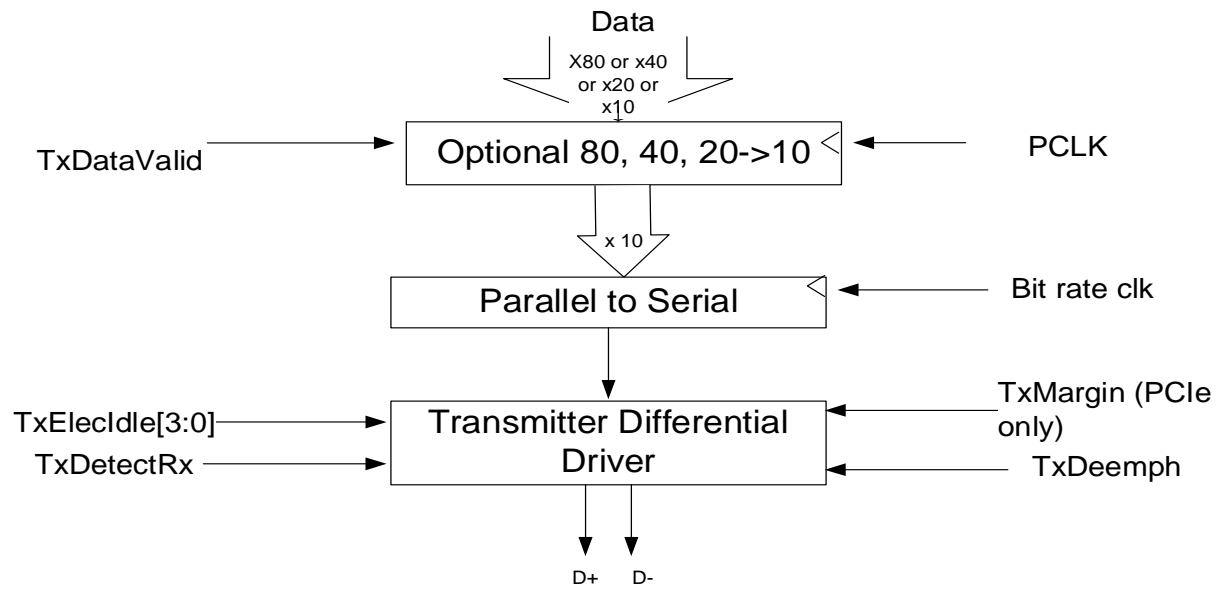 Data
X80 or x40
or x20 or
x10
TxDataValid
Optional 80, 40, 20->10
PCLK
x 10
Parallel to Serial
Bit rate clk
TxElecIdle[3:0]
TxDetectRx
Transmitter Differential
Driver
TxMargin (PCIe
only)
TxDeemph
D+ D-